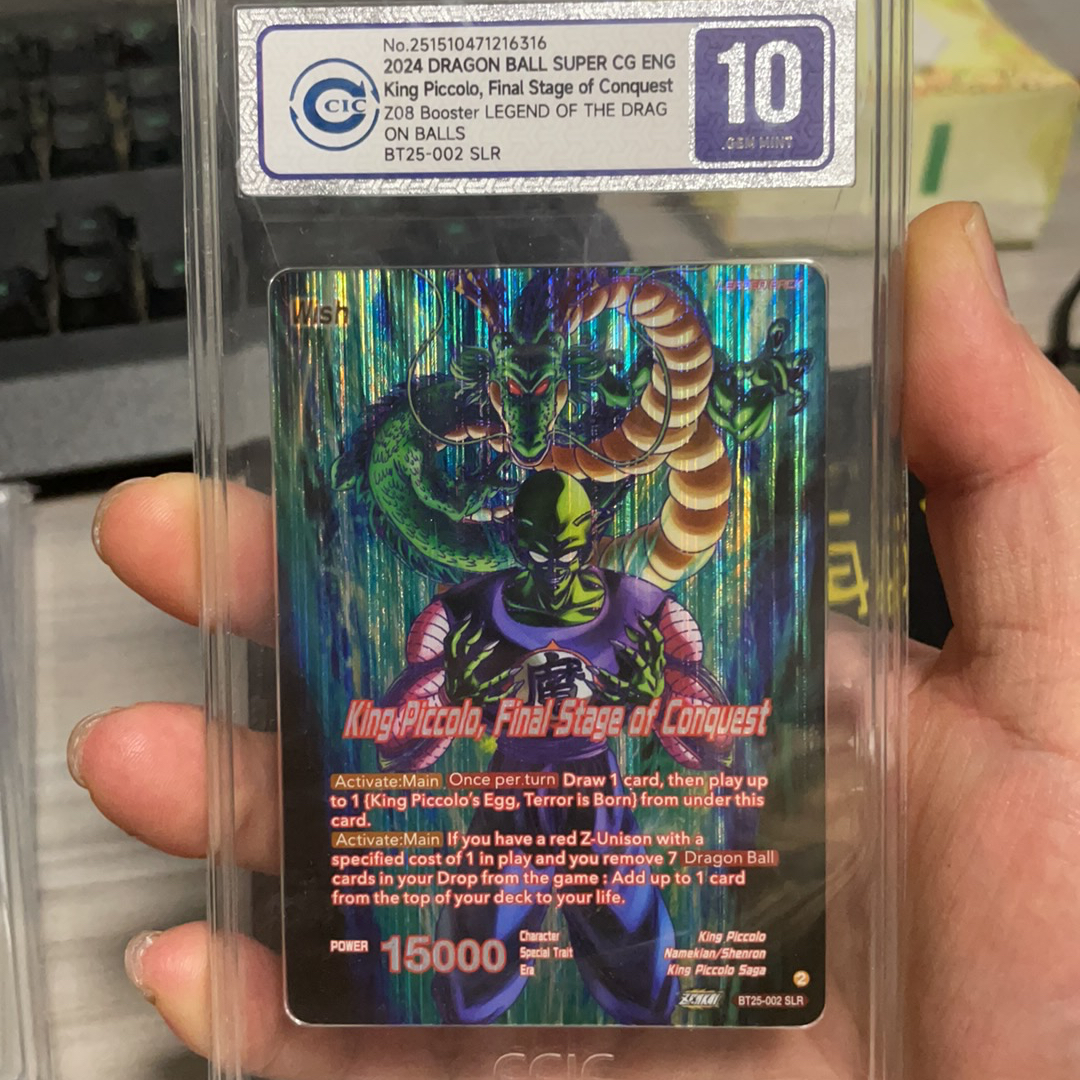 No.251510471216316
2024 DRAGON BALL SUPER CG ENG
King Piccolo, Final Stage of Conquest
Z08 Booster LEGEND OF THE DRAG
ON BALLS
BT25-002 SLR
CCIC
10
GEM MINT
Wish
LEADER BACK
魔
King Piccolo, Final Stage of Conquest
Activate:Main Once per turn Draw 1 card, then play up
to 1 {King Piccolo's Egg, Terror is Born} from under this
card.
Activate:Main If you have a red Z-Unison with a
specified cost of 1 in play and you remove 7 Dragon Ball
cards in your Drop from the game : Add up to 1 card
from the top of your deck to your life.
POWER 15000
Character King Piccolo
Special Trait Namekian/Shenron
Era King Piccolo Saga
2
ZENKAI BT25-002 SLR
CCIC